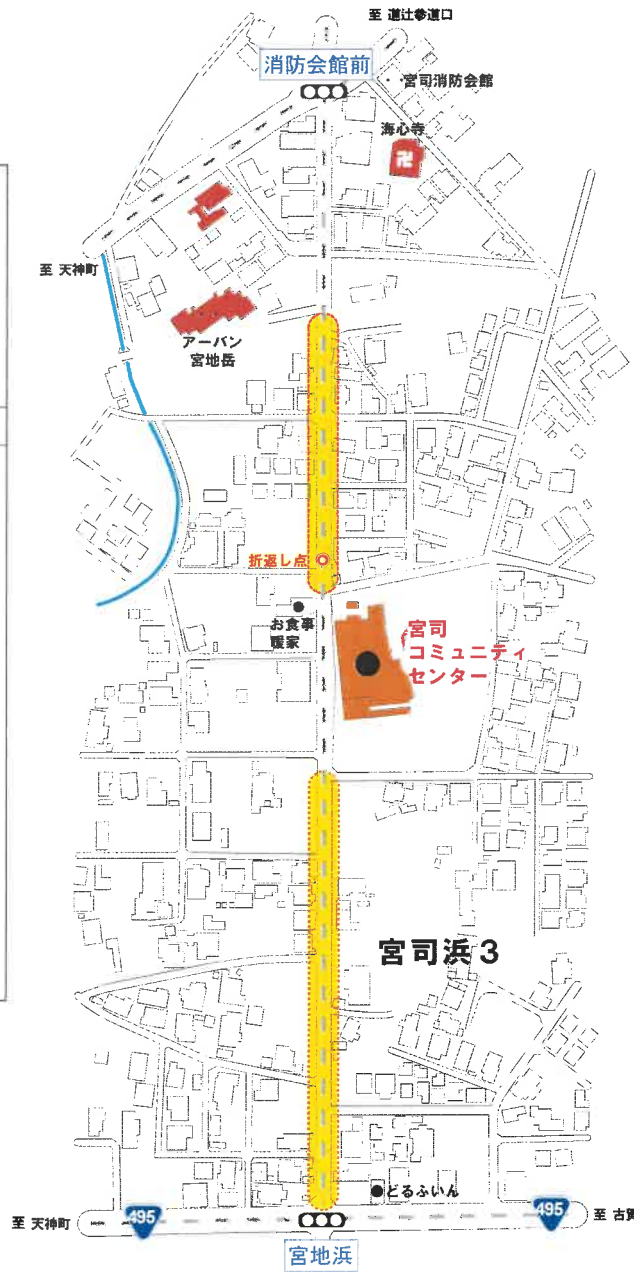 至 道辻参道口
消防会館前
宮司消防会館
海心寺
卍
至 天神町
アーバン
宮地岳
折返し点
お食事
暖家
宮司
コミュニティ
センター
宮司浜3
どるふいん
至 天神町
495
495
至 古賀
宮地浜